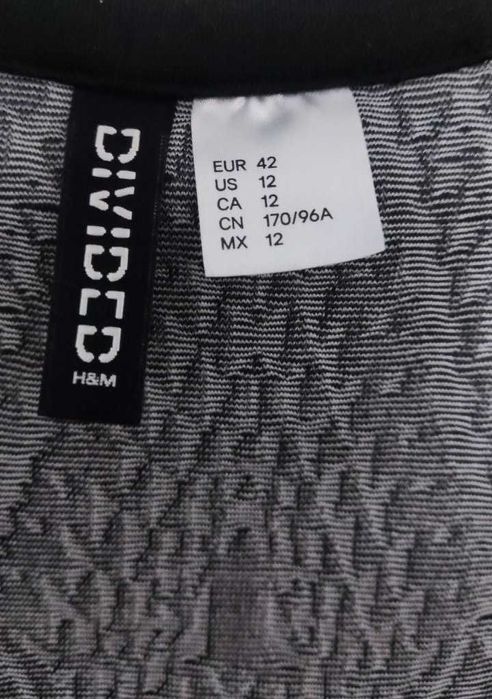 DIVIDED
H&M
EUR 42
US 12
CA 12
CN 170/96A
MX 12